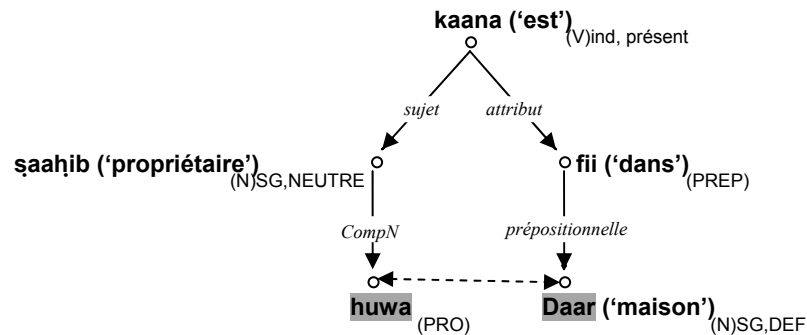 kaana (‘est’)(V)ind, présent
sujet attribut
ṣaaḥib (‘propriétaire’)(N)SG,NEUTRE fii (‘dans’)(PREP)
CompN prépositionnelle
huwa (PRO) Daar (‘maison’)(N)SG,DEF